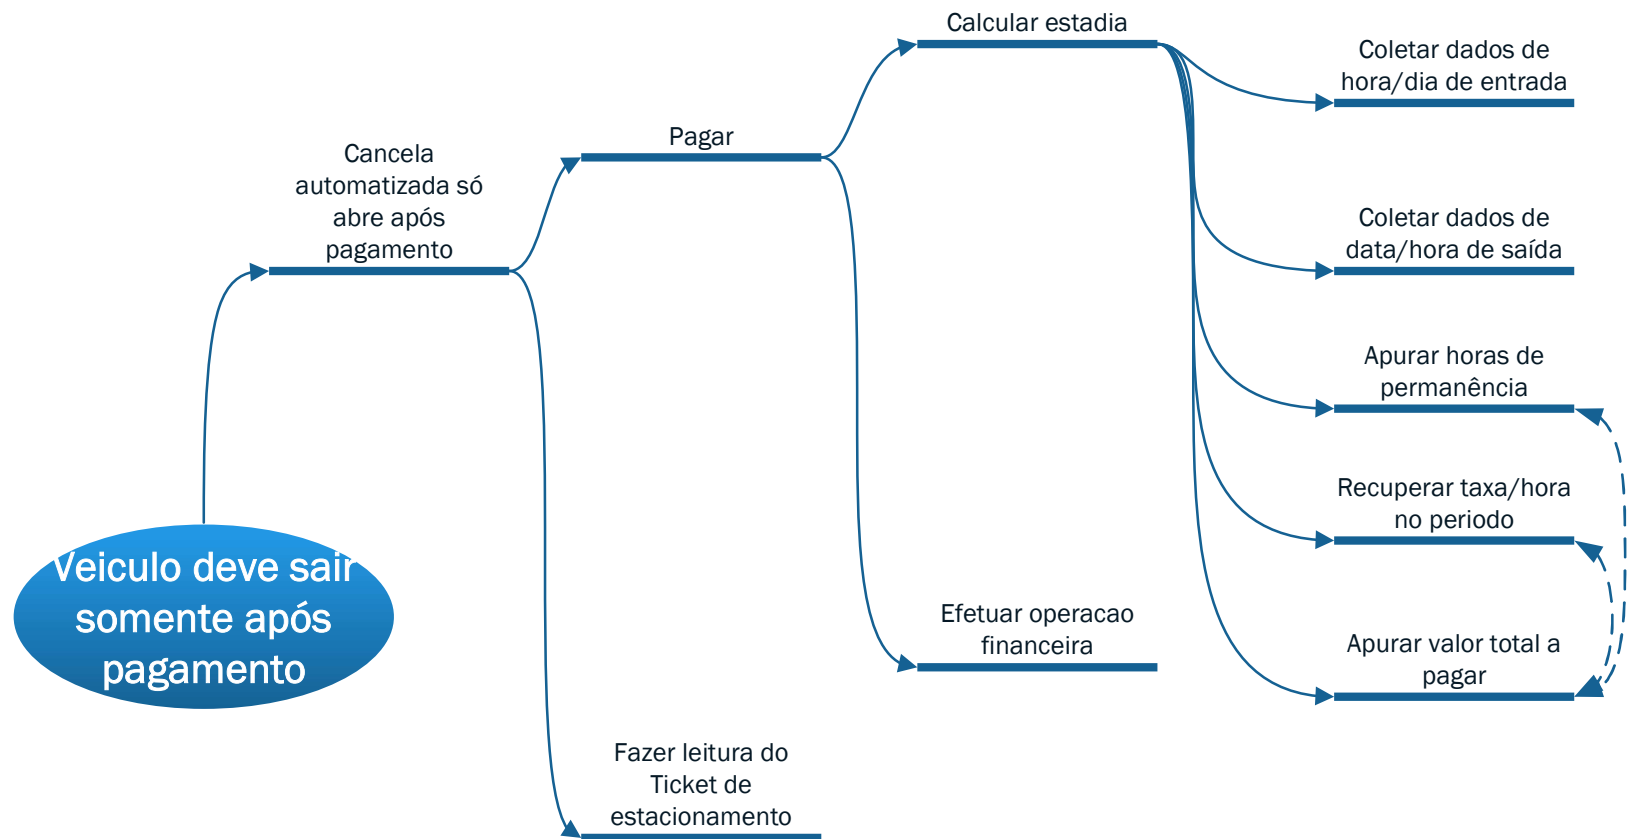 Calcular estadia
Coletar dados de
hora/dia de entrada
Pagar
Cancela
automatizada só
abre após
pagamento
Coletar dados de
data/hora de saída
Apurar horas de
permanência
Recuperar taxa/hora
no periodo
Veiculo deve sair
somente após
pagamento
Efetuar operacao
financeira
Apurar valor total a
pagar
Fazer leitura do
Ticket de
estacionamento